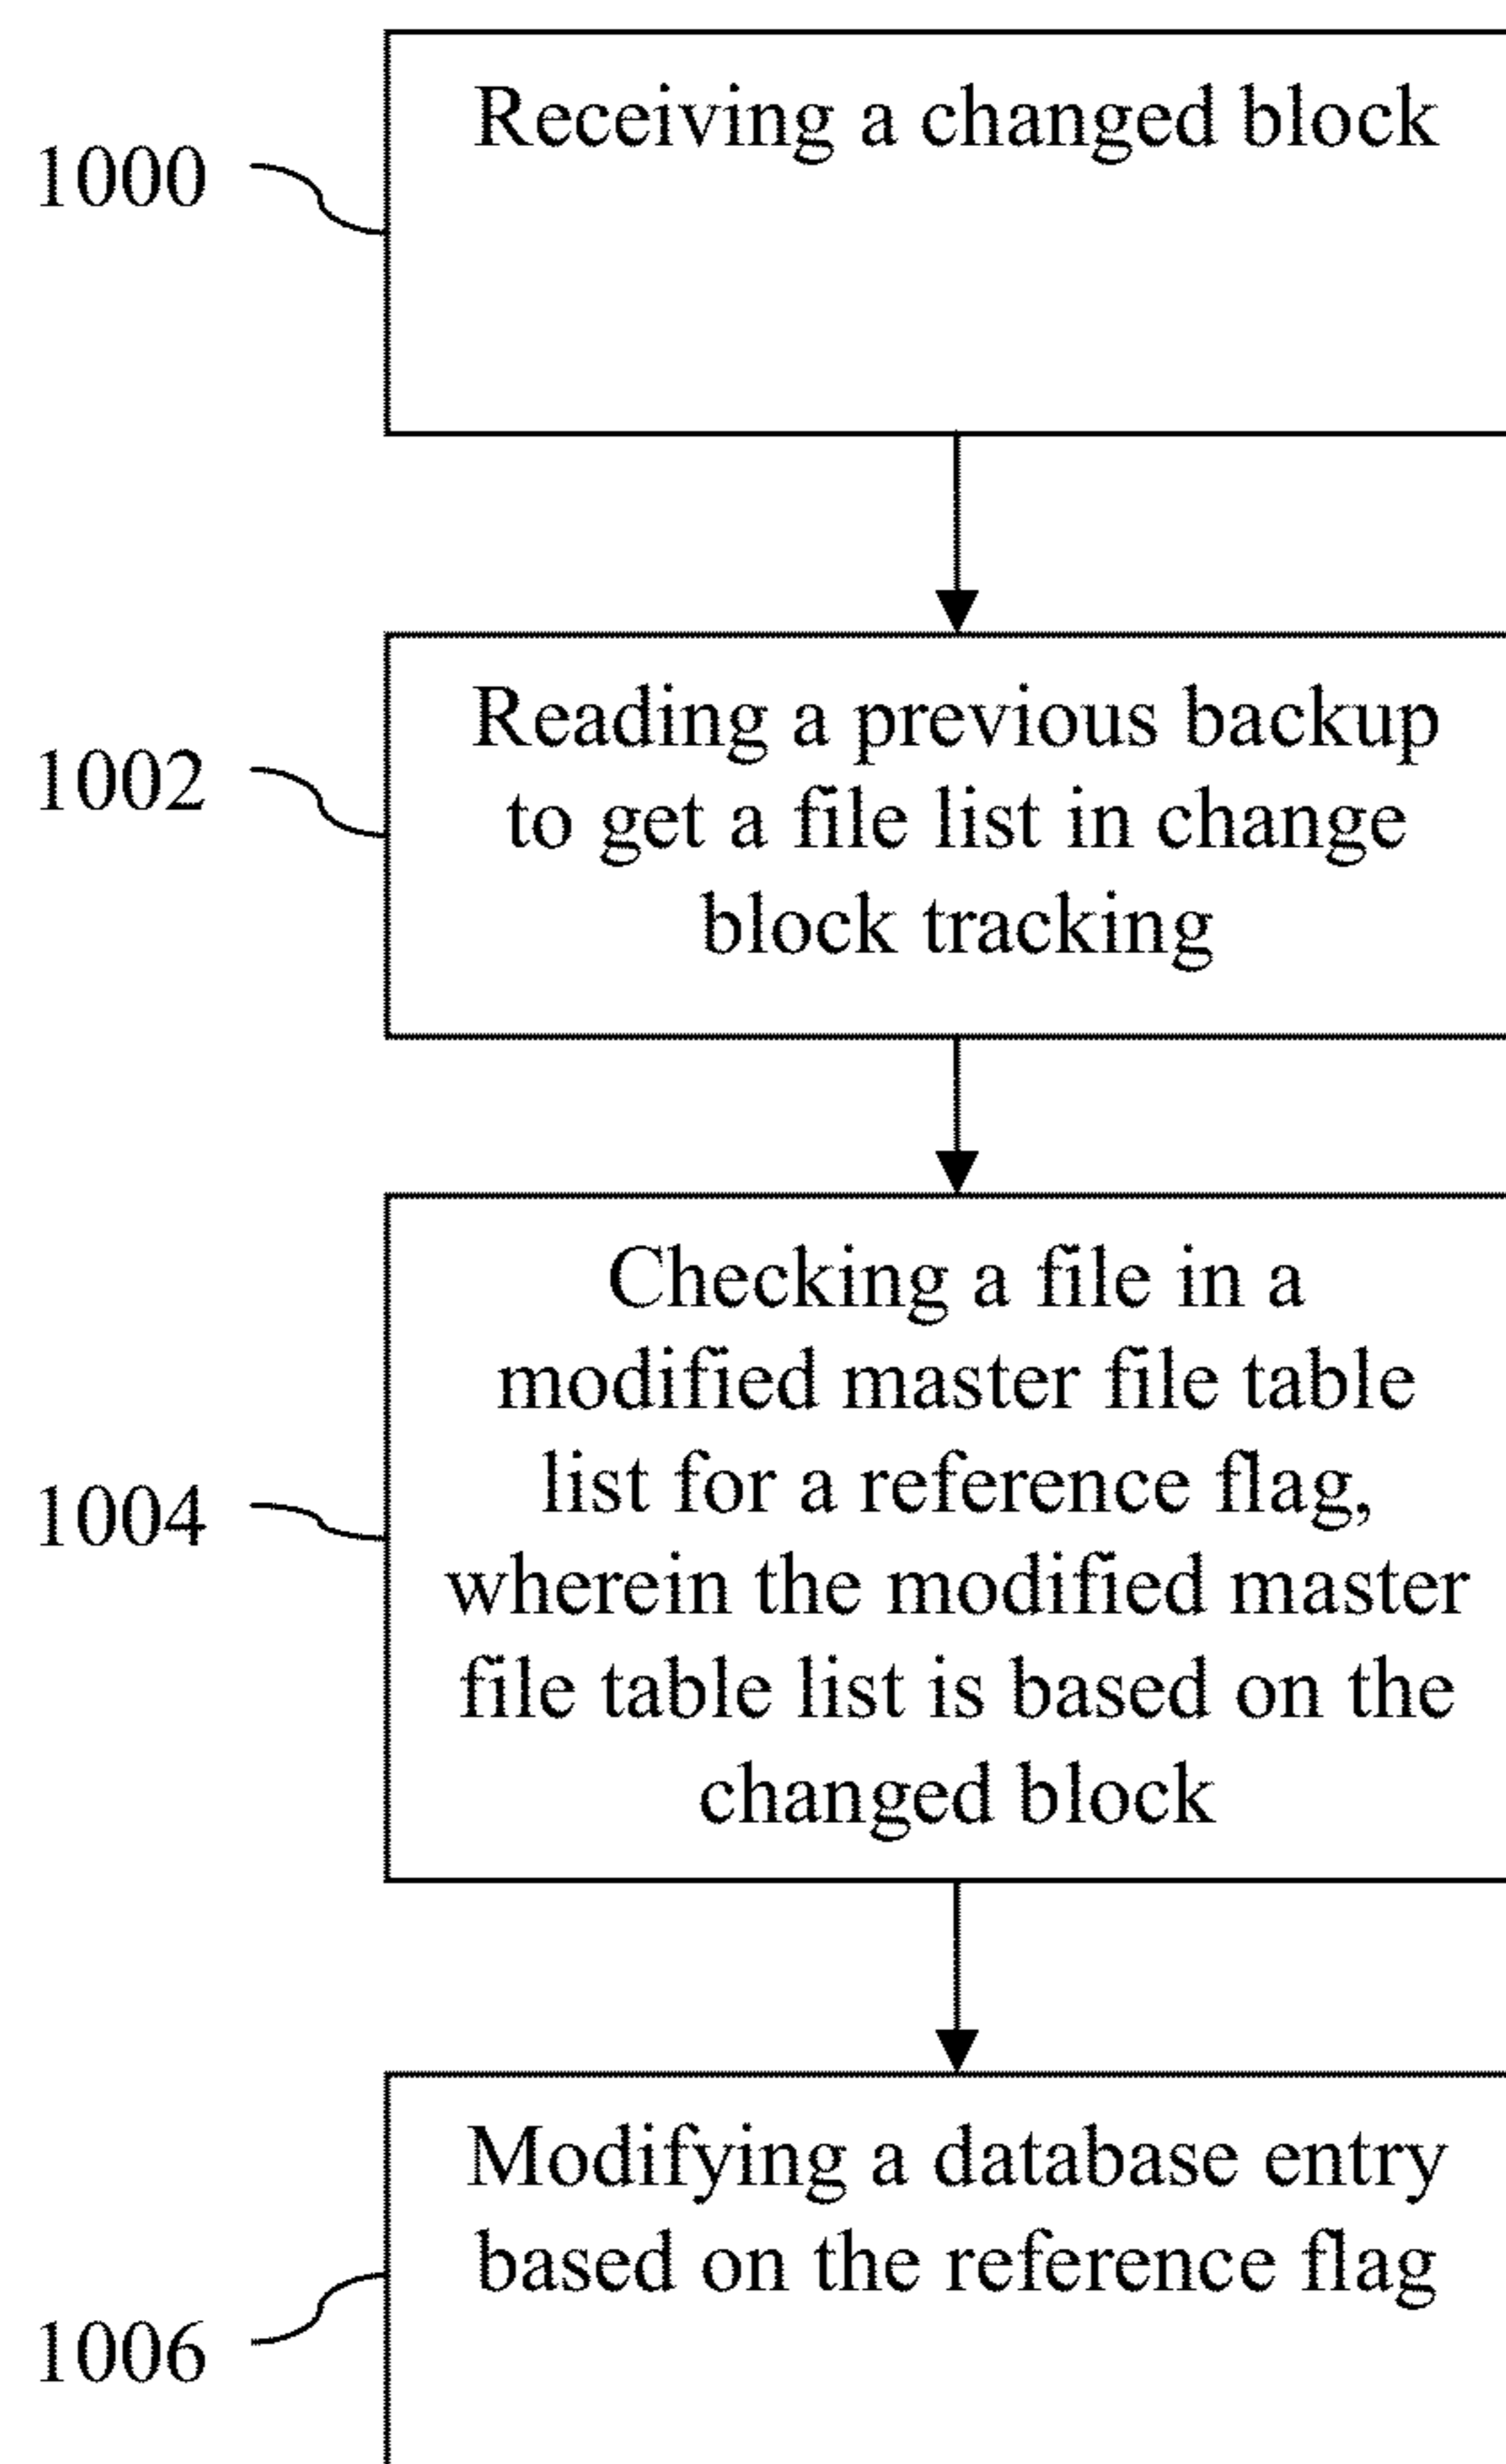 Receiving a changed block
1000
Reading a previous backup
to get a file list in change
block tracking
1002
Checking a file in a
modified master file table
list for a reference flag,
wherein the modified master
file table list is based on the
changed block
1004
Modifying a database entry
based on the reference flag
1006